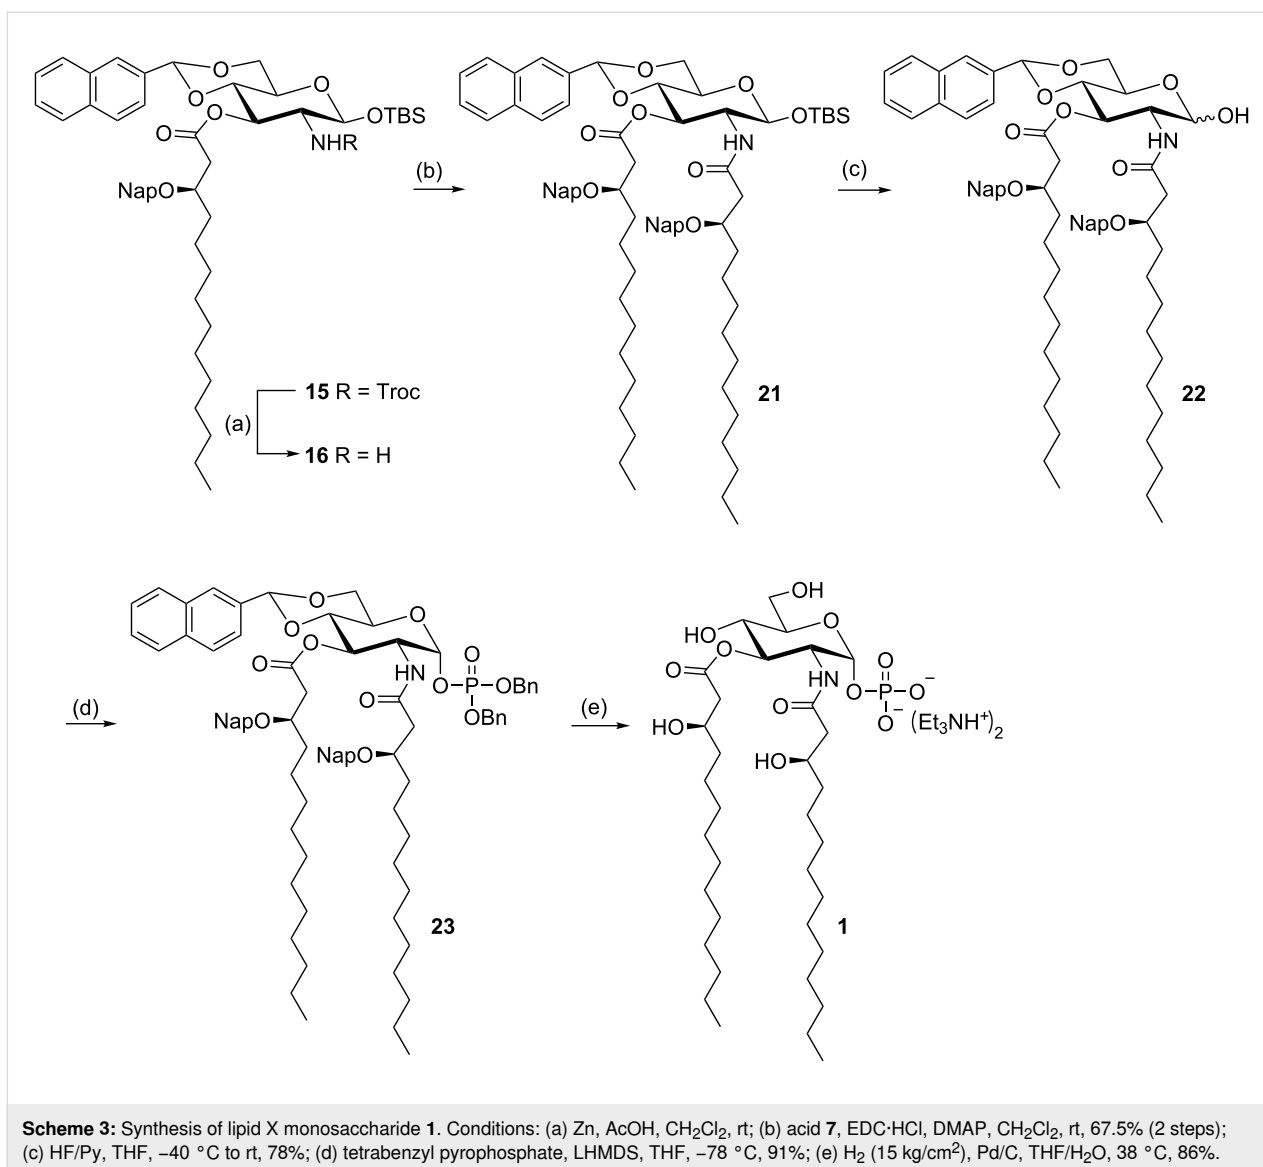 O
O
O
O
OTBS
O
NHR
NapO
15 R = Troc
(a)
16 R = H
(b)
O
O
O
O
OTBS
O
HN
O
NapO
NapO
21
(c)
O
O
O
O
OH
O
HN
O
NapO
NapO
22
(d)
O
O
O
O
O
HN
O
O
P
O
OBn
OBn
NapO
NapO
23
(e)
OH
O
HO
O
O
HN
O
O
P
O
O⁻
O⁻
(Et₃NH⁺)₂
HO
HO
1
Scheme 3: Synthesis of lipid X monosaccharide 1. Conditions: (a) Zn, AcOH, CH₂Cl₂, rt; (b) acid 7, EDC·HCl, DMAP, CH₂Cl₂, rt, 67.5% (2 steps);
(c) HF/Py, THF, −40 °C to rt, 78%; (d) tetrabenzyl pyrophosphate, LHMDS, THF, −78 °C, 91%; (e) H₂ (15 kg/cm²), Pd/C, THF/H₂O, 38 °C, 86%.